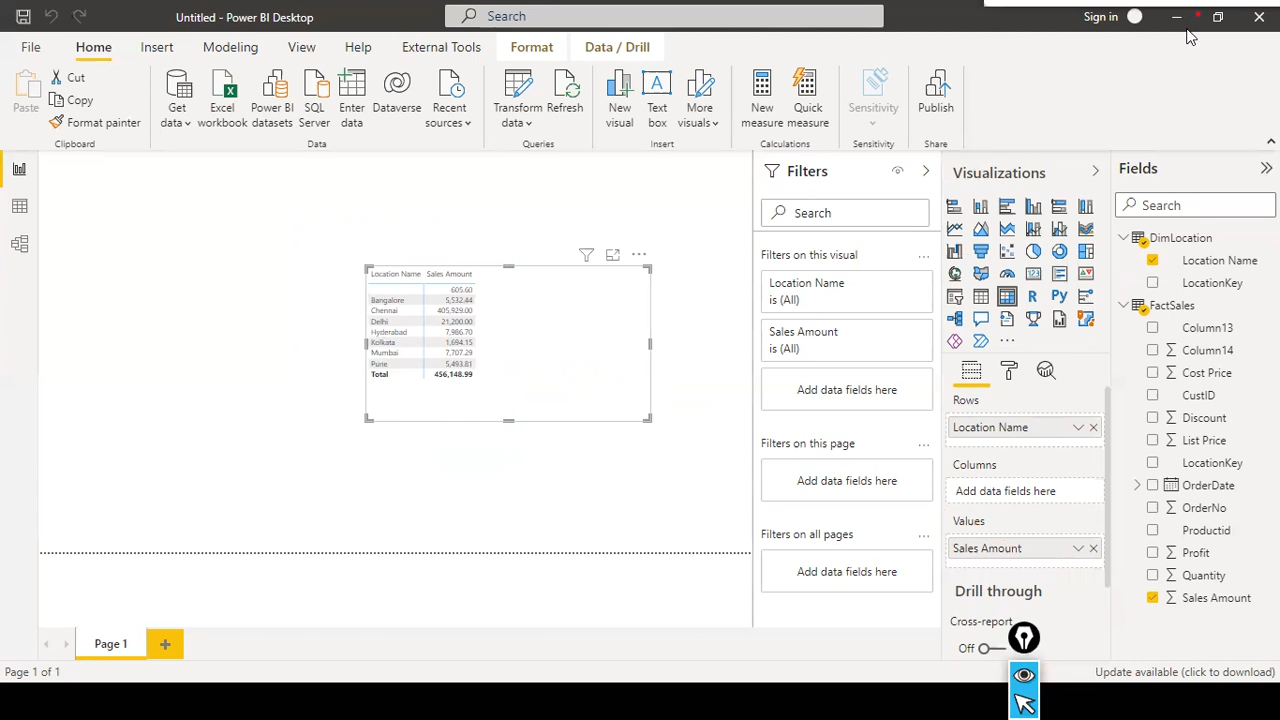 Untitled - Power BI Desktop
Search
Sign in
File
Home
Insert
Modeling
View
Help
External Tools
Format
Data / Drill
Paste
Cut
Copy
Format painter
Clipboard
Get data
Excel workbook
Power BI datasets
SQL Server
Enter data
Dataverse
Recent sources
Data
Transform data
Refresh
Queries
New visual
Text box
More visuals
Insert
New measure
Quick measure
Calculations
Sensitivity
Sensitivity
Publish
Share
Location Name Sales Amount
605.60
Bangalore 5,532.44
Chennai 405,929.00
Delhi 21,200.00
Hyderabad 7,986.70
Kolkata 1,694.15
Mumbai 7,707.29
Pune 5,493.81
Total 456,148.99
Filters
Search
Filters on this visual
Location Name
is (All)
Sales Amount
is (All)
Add data fields here
Filters on this page
Add data fields here
Filters on all pages
Add data fields here
Visualizations
R
Py
Rows
Location Name
Columns
Add data fields here
Values
Sales Amount
Drill through
Cross-report
Off
Fields
Search
DimLocation
Location Name
LocationKey
FactSales
Column13
Column14
Cost Price
CustID
Discount
List Price
LocationKey
OrderDate
OrderNo
Productid
Profit
Quantity
Sales Amount
Page 1
Page 1 of 1
Update available (click to download)